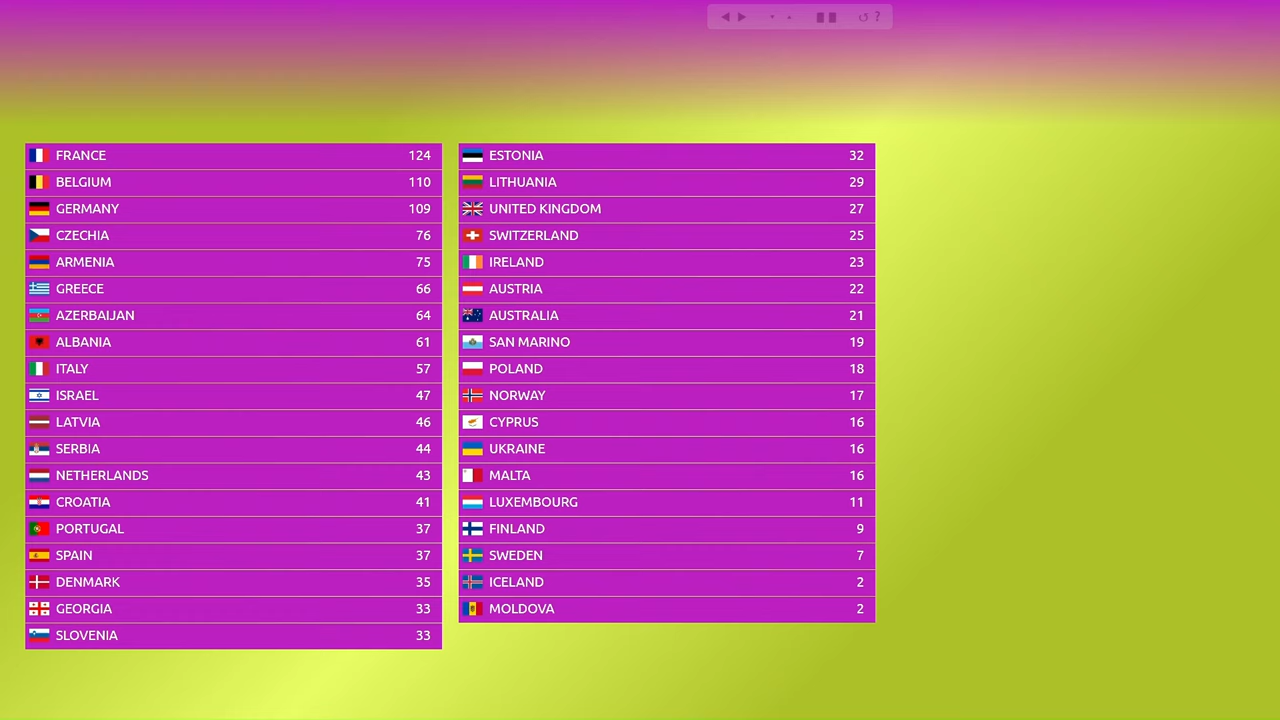 FRANCE 124
BELGIUM 110
GERMANY 109
CZECHIA 76
ARMENIA 75
GREECE 66
AZERBAIJAN 64
ALBANIA 61
ITALY 57
ISRAEL 47
LATVIA 46
SERBIA 44
NETHERLANDS 43
CROATIA 41
PORTUGAL 37
SPAIN 37
DENMARK 35
GEORGIA 33
SLOVENIA 33
ESTONIA 32
LITHUANIA 29
UNITED KINGDOM 27
SWITZERLAND 25
IRELAND 23
AUSTRIA 22
AUSTRALIA 21
SAN MARINO 19
POLAND 18
NORWAY 17
CYPRUS 16
UKRAINE 16
MALTA 16
LUXEMBOURG 11
FINLAND 9
SWEDEN 7
ICELAND 2
MOLDOVA 2